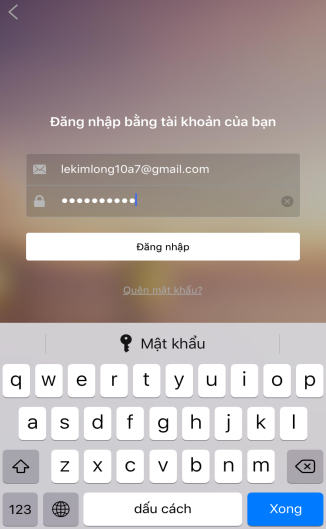 Đăng nhập bằng tài khoản của bạn
lekimlong10a7@gmail.com
••••••••••
Đăng nhập
Quên mật khẩu?
Mật khẩu
q w e r t y u i o p
a s d f g h j k l
z x c v b n m
123 dấu cách Xong